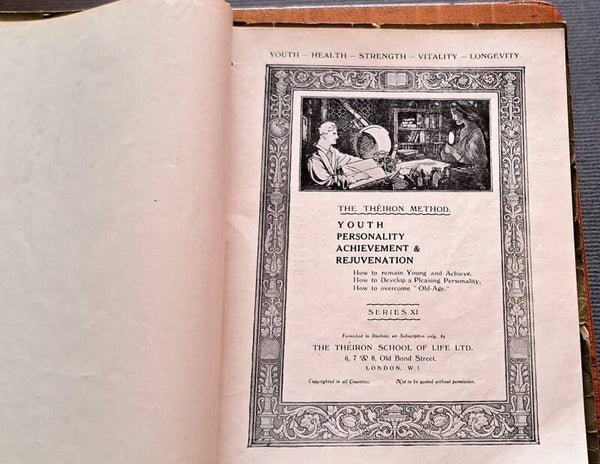 YOUTH — HEALTH — STRENGTH — VITALITY — LONGEVITY.
THE THĒIRON METHOD.
YOUTH
PERSONALITY
ACHIEVEMENT &
REJUVENATION
How to remain Young and Achieve.
How to Develop a Pleasing Personality,
How to overcome "Old-Age."
SERIES XI
Furnished to Students on Subscription only, by
THE THĒIRON SCHOOL OF LIFE LTD.
6, 7 & 8, Old Bond Street.
LONDON, W.1.
Copyrighted in all Countries. Not to be quoted without permission.